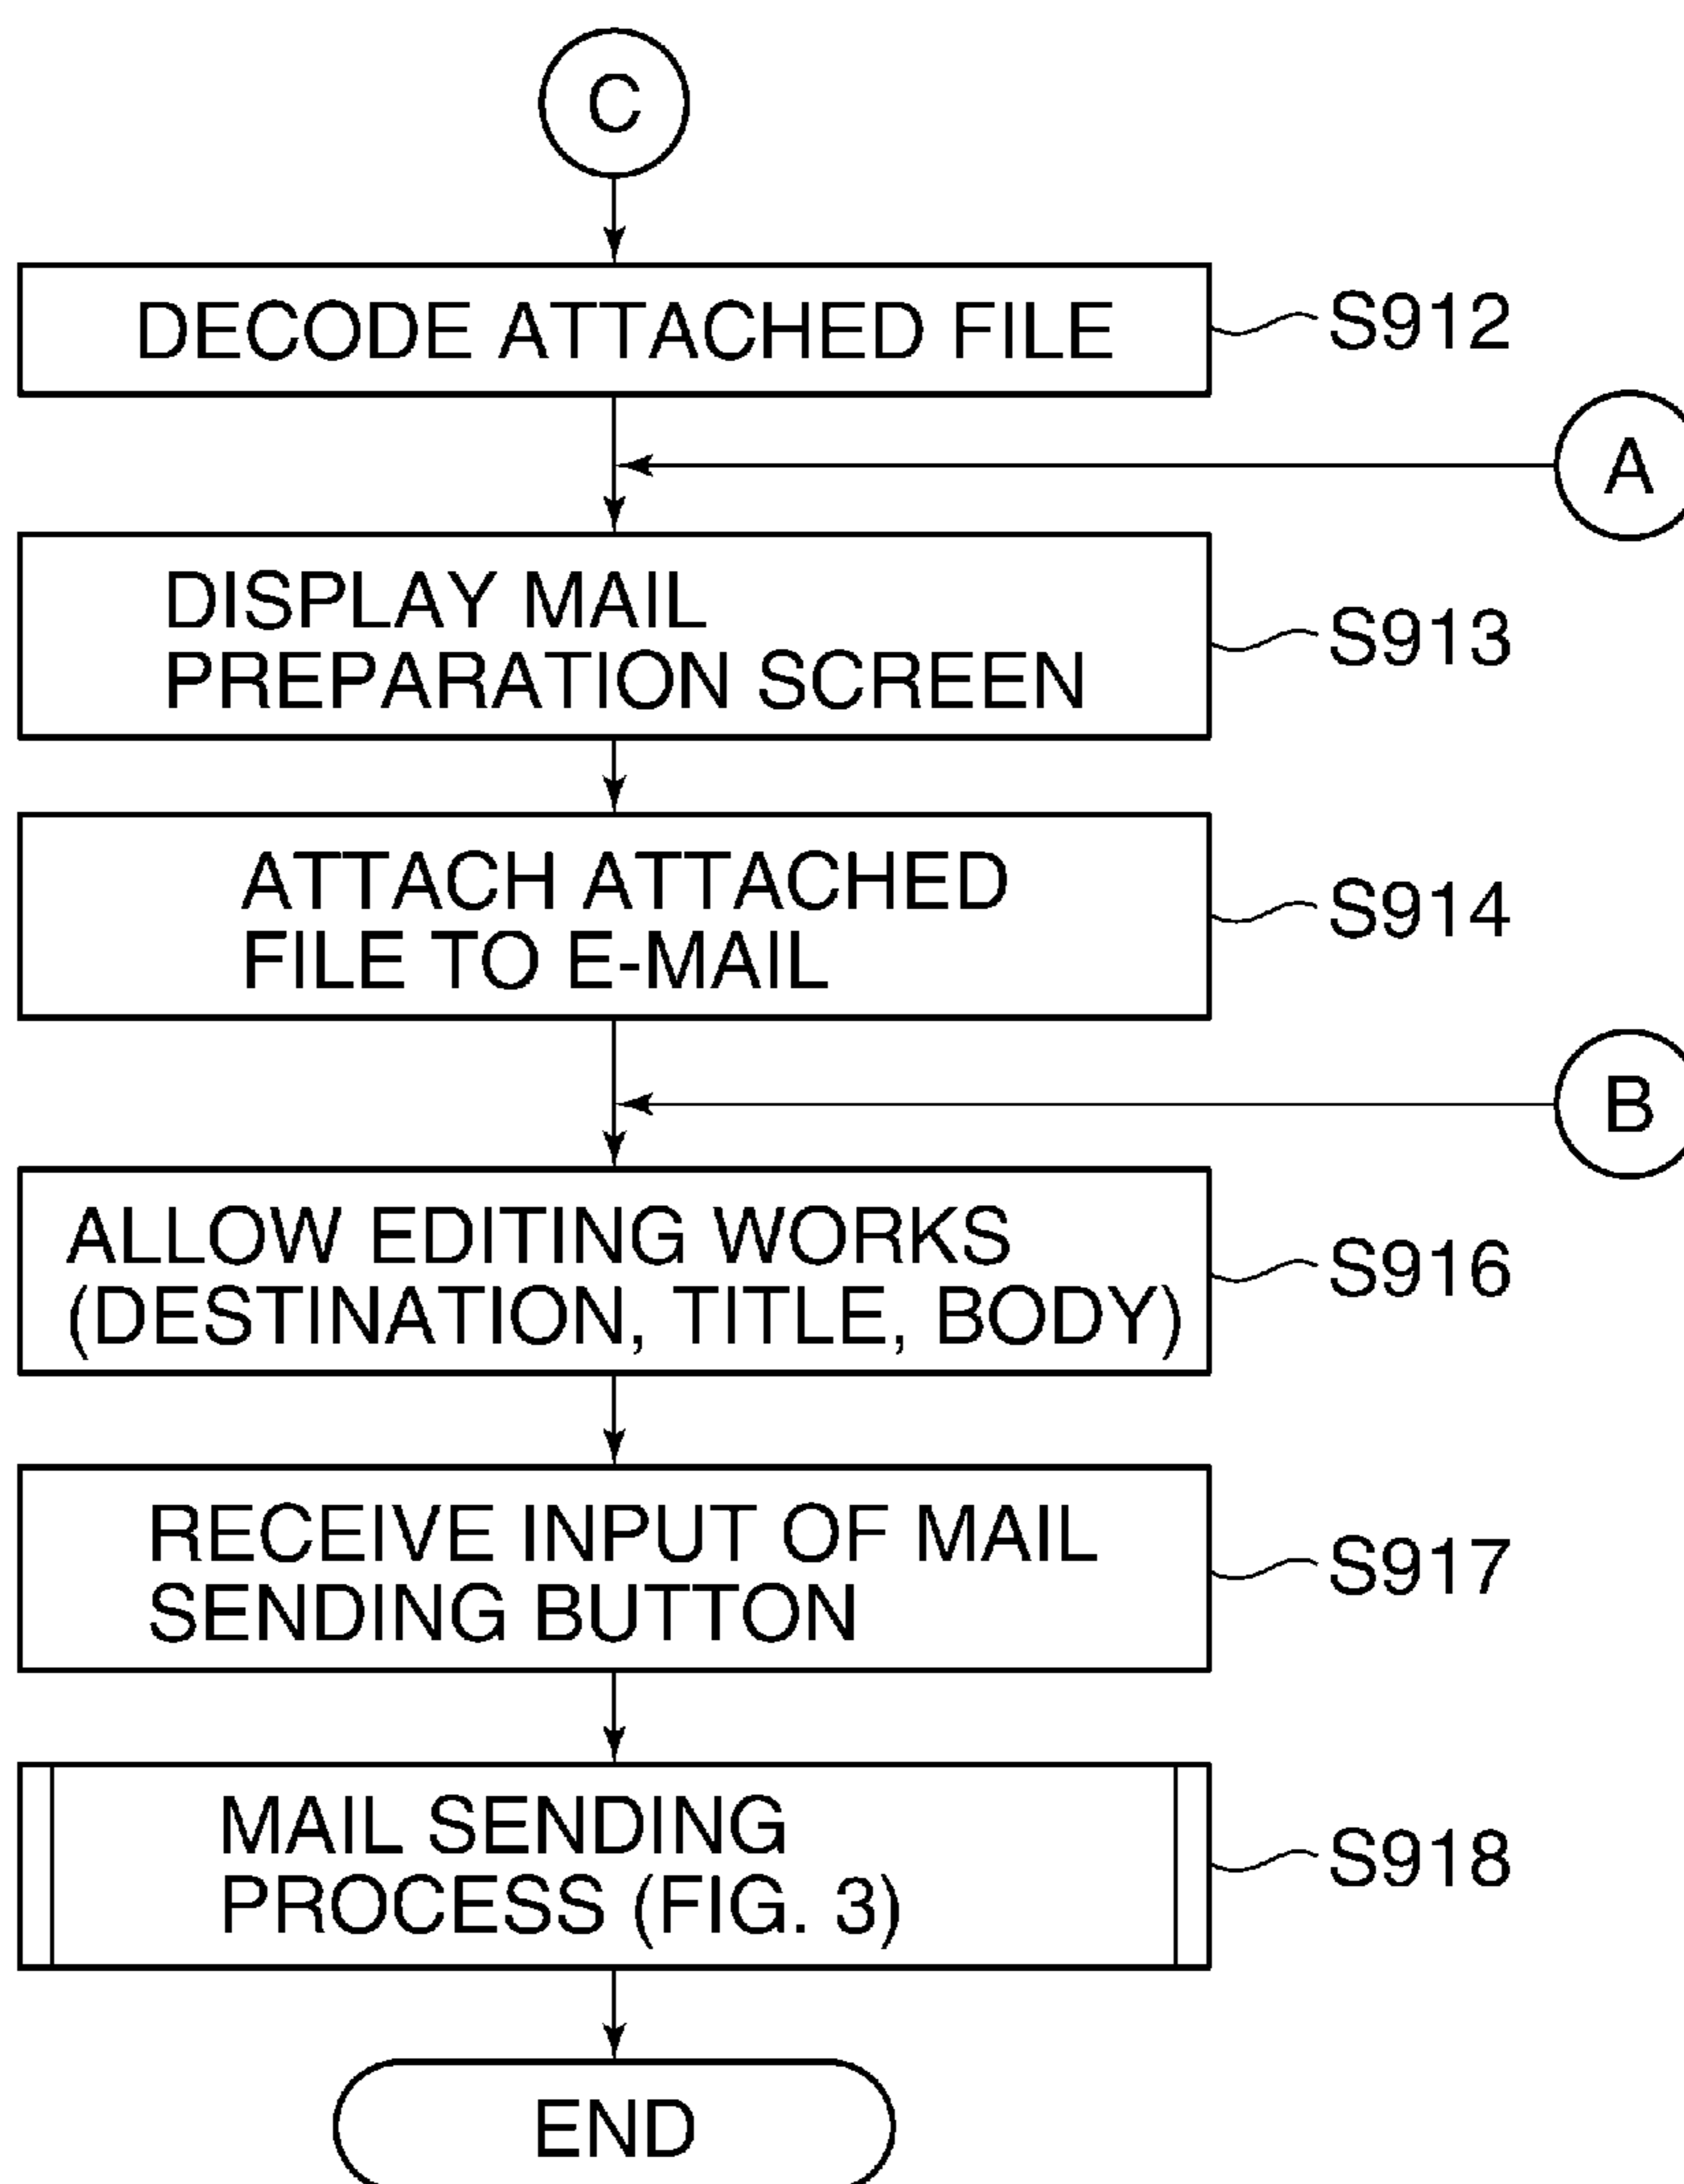 C
DECODE ATTACHED FILE
S912
A
DISPLAY MAIL
PREPARATION SCREEN
S913
ATTACH ATTACHED
FILE TO E-MAIL
S914
B
ALLOW EDITING WORKS
(DESTINATION, TITLE, BODY)
S916
RECEIVE INPUT OF MAIL
SENDING BUTTON
S917
MAIL SENDING
PROCESS (FIG. 3)
S918
END